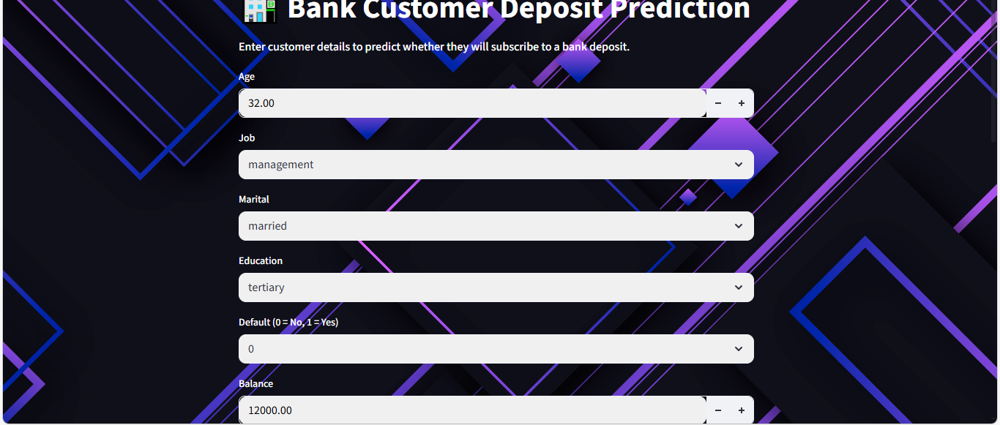 Bank Customer Deposit Prediction
Enter customer details to predict whether they will subscribe to a bank deposit.
Age
32.00
Job
management
Marital
married
Education
tertiary
Default (0 = No, 1 = Yes)
0
Balance
12000.00